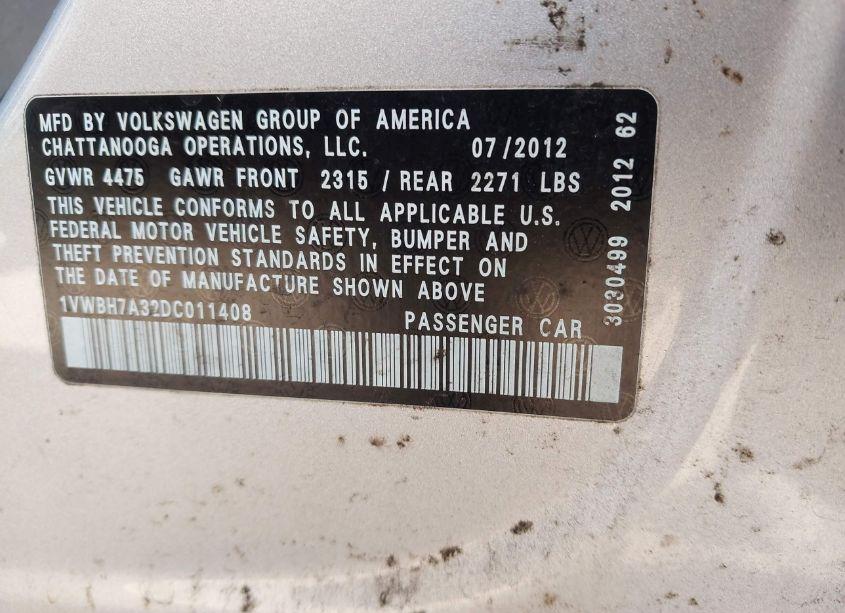 MFD BY VOLKSWAGEN GROUP OF AMERICA
CHATTANOOGA OPERATIONS, LLC. 07/2012
GVWR 4475 GAWR FRONT 2315 / REAR 2271 LBS
THIS VEHICLE CONFORMS TO ALL APPLICABLE U.S.
FEDERAL MOTOR VEHICLE SAFETY, BUMPER AND
THEFT PREVENTION STANDARDS IN EFFECT ON
THE DATE OF MANUFACTURE SHOWN ABOVE
1VWBH7A32DC011408 PASSENGER CAR
3030499 2012 62